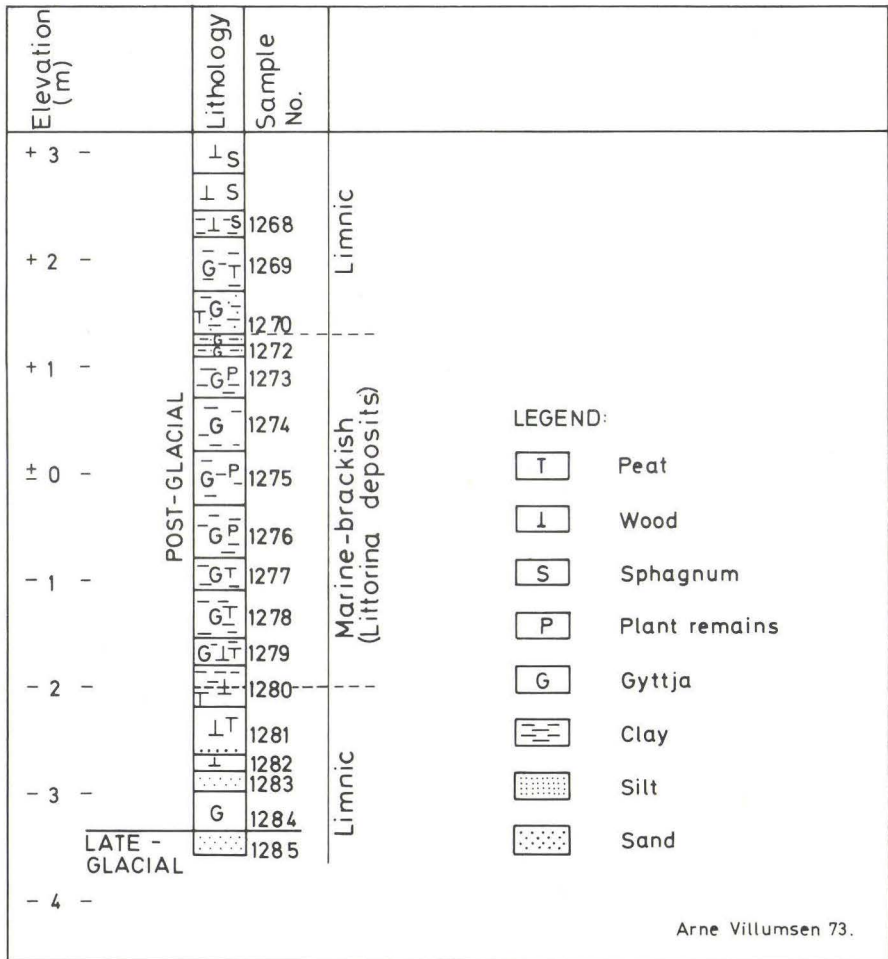 Elevation (m)
Lithology
Sample No.
+ 3 -
+ 2 -
+ 1 -
± 0 -
- 1 -
- 2 -
- 3 -
- 4 -
POST-GLACIAL
LATE-
GLACIAL
⊥ S
⊥ S
⊥ S
G T
T G
G
G
G P
G
G P
G P
G T
G T
G ⊥ T
T ⊥
⊥ T
⊥
G
1268
1269
1270
1272
1273
1274
1275
1276
1277
1278
1279
1280
1281
1282
1283
1284
1285
Limnic
Marine-brackish
(Littorina deposits)
Limnic
LEGEND:
T Peat
⊥ Wood
S Sphagnum
P Plant remains
G Gyttja
Clay
Silt
Sand
Arne Villumsen 73.